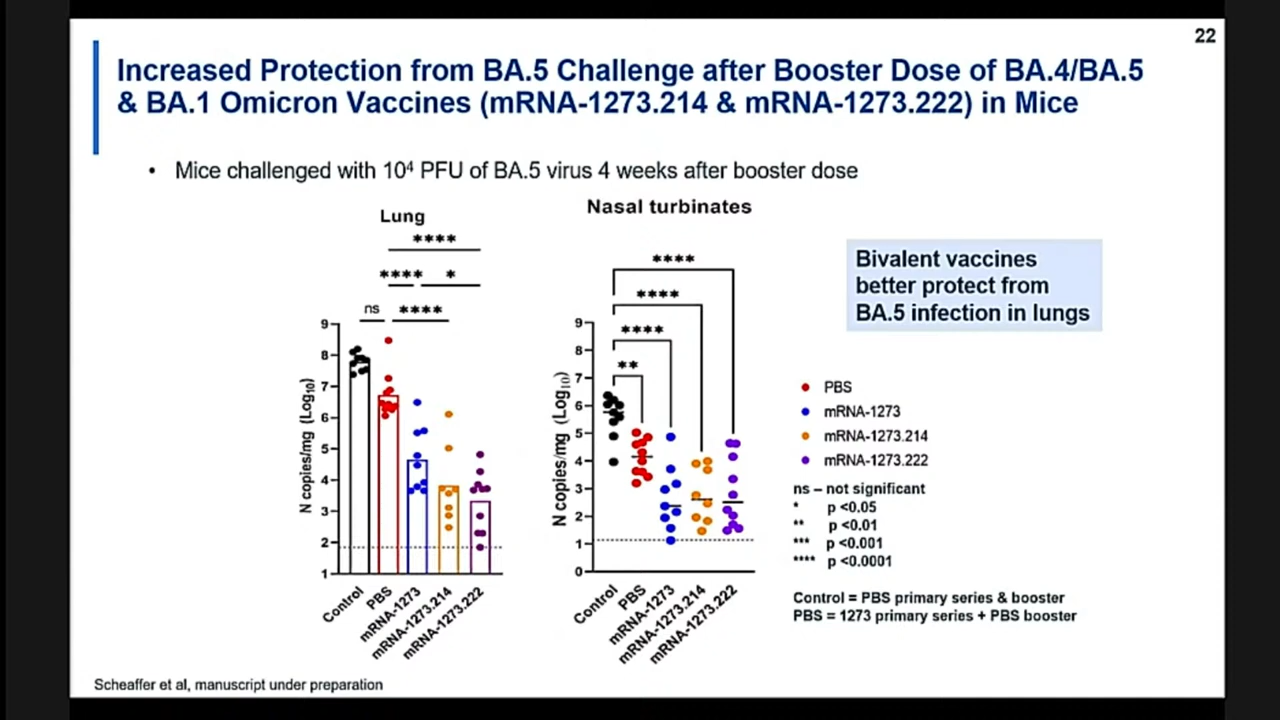 22
Increased Protection from BA.5 Challenge after Booster Dose of BA.4/BA.5
& BA.1 Omicron Vaccines (mRNA-1273.214 & mRNA-1273.222) in Mice
• Mice challenged with 10⁴ PFU of BA.5 virus 4 weeks after booster dose
Lung
****
**** *
ns ****
N copies/mg (Log₁₀)
9
8
7
6
5
4
3
2
1
Control
PBS
mRNA-1273
mRNA-1273.214
mRNA-1273.222
Nasal turbinates
****
****
****
**
N copies/mg (Log₁₀)
9
8
7
6
5
4
3
2
1
0
Control
PBS
mRNA-1273
mRNA-1273.214
mRNA-1273.222
Bivalent vaccines
better protect from
BA.5 infection in lungs
PBS
mRNA-1273
mRNA-1273.214
mRNA-1273.222
ns – not significant
* p <0.05
** p <0.01
*** p <0.001
**** p <0.0001
Control = PBS primary series & booster
PBS = 1273 primary series + PBS booster
Scheaffer et al, manuscript under preparation